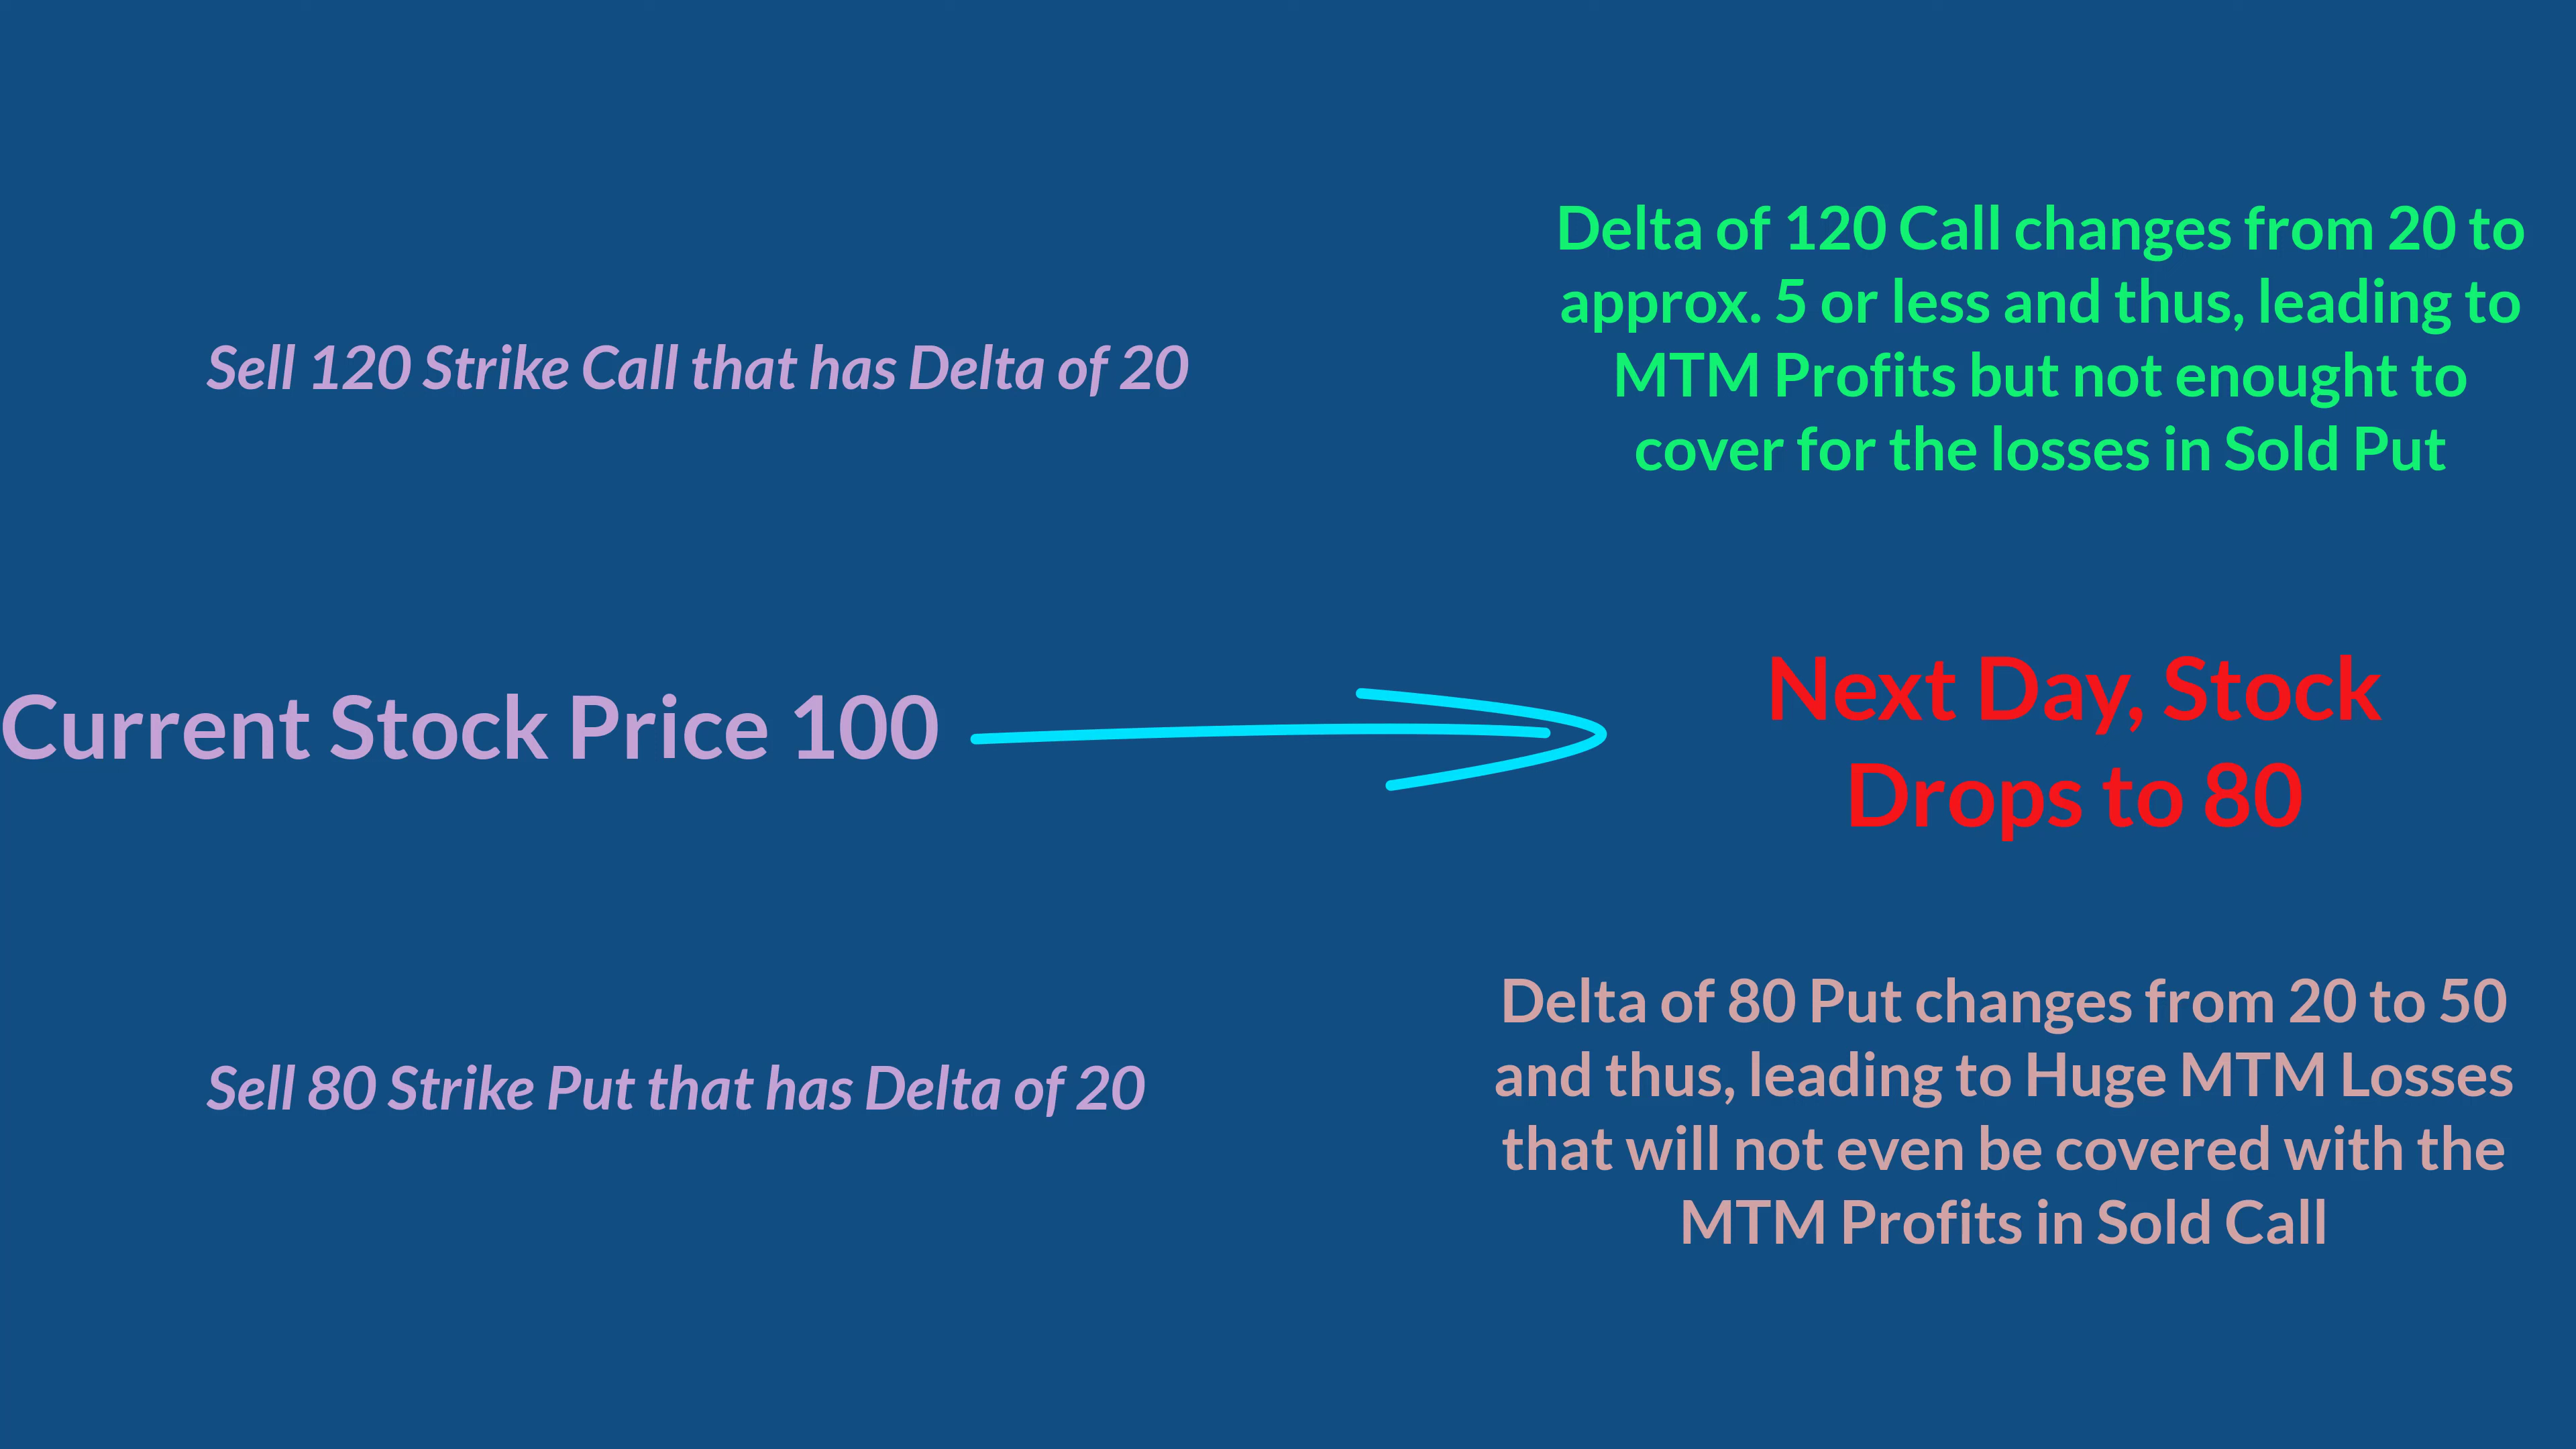 Sell 120 Strike Call that has Delta of 20
Current Stock Price 100
Sell 80 Strike Put that has Delta of 20
Delta of 120 Call changes from 20 to
approx. 5 or less and thus, leading to
MTM Profits but not enought to
cover for the losses in Sold Put
Next Day, Stock
Drops to 80
Delta of 80 Put changes from 20 to 50
and thus, leading to Huge MTM Losses
that will not even be covered with the
MTM Profits in Sold Call